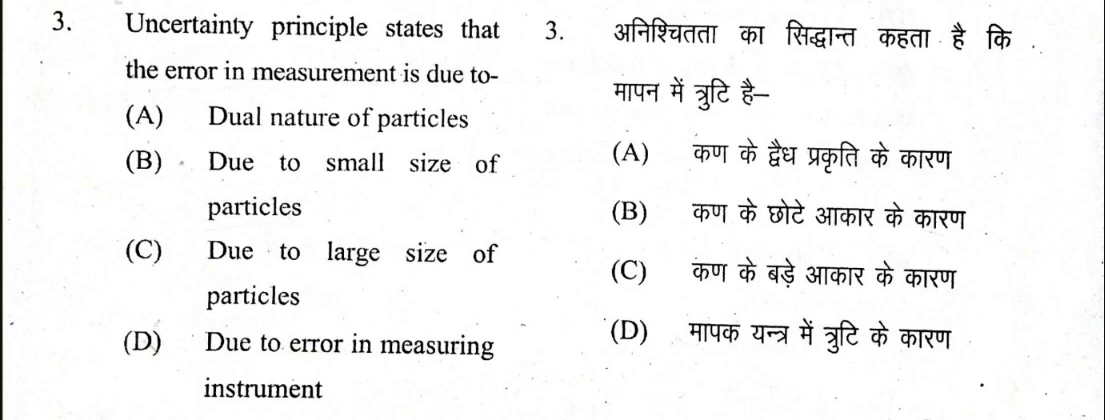 3. Uncertainty principle states that
the error in measurement is due to-
(A) Dual nature of particles
(B) Due to small size of
particles
(C) Due to large size of
particles
(D) Due to error in measuring
instrument
3. अनिश्चितता का सिद्धान्त कहता है कि
मापन में त्रुटि है–
(A) कण के द्वैध प्रकृति के कारण
(B) कण के छोटे आकार के कारण
(C) कण के बड़े आकार के कारण
(D) मापक यन्त्र में त्रुटि के कारण